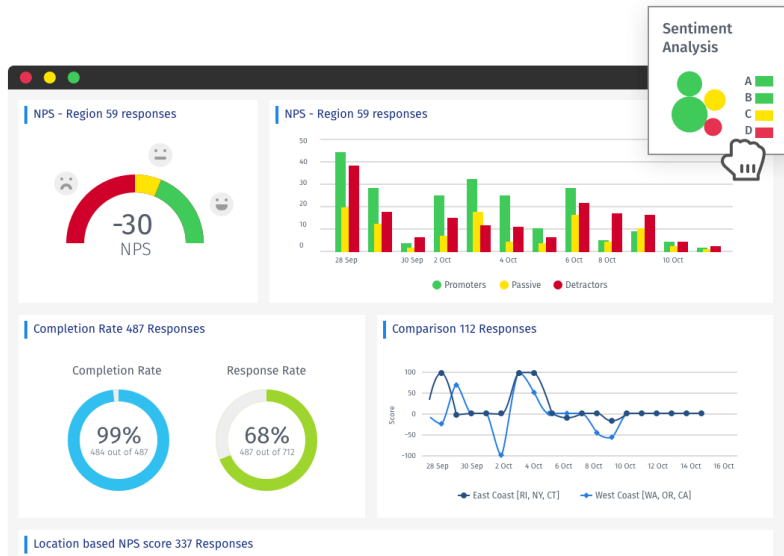 Sentiment
Analysis
A
B
C
D
NPS - Region 59 responses
-30
NPS
NPS - Region 59 responses
50
40
30
20
10
0
28 Sep
30 Sep
2 Oct
4 Oct
6 Oct
8 Oct
10 Oct
Promoters
Passive
Detractors
Completion Rate 487 Responses
Completion Rate
99%
484 out of 487
Response Rate
68%
487 out of 712
Comparison 112 Responses
Score
100
50
0
-50
-100
28 Sep
30 Sep
2 Oct
4 Oct
6 Oct
8 Oct
10 Oct
12 Oct
14 Oct
16 Oct
East Coast [RI, NY, CT]
West Coast [WA, OR, CA]
Location based NPS score 337 Responses